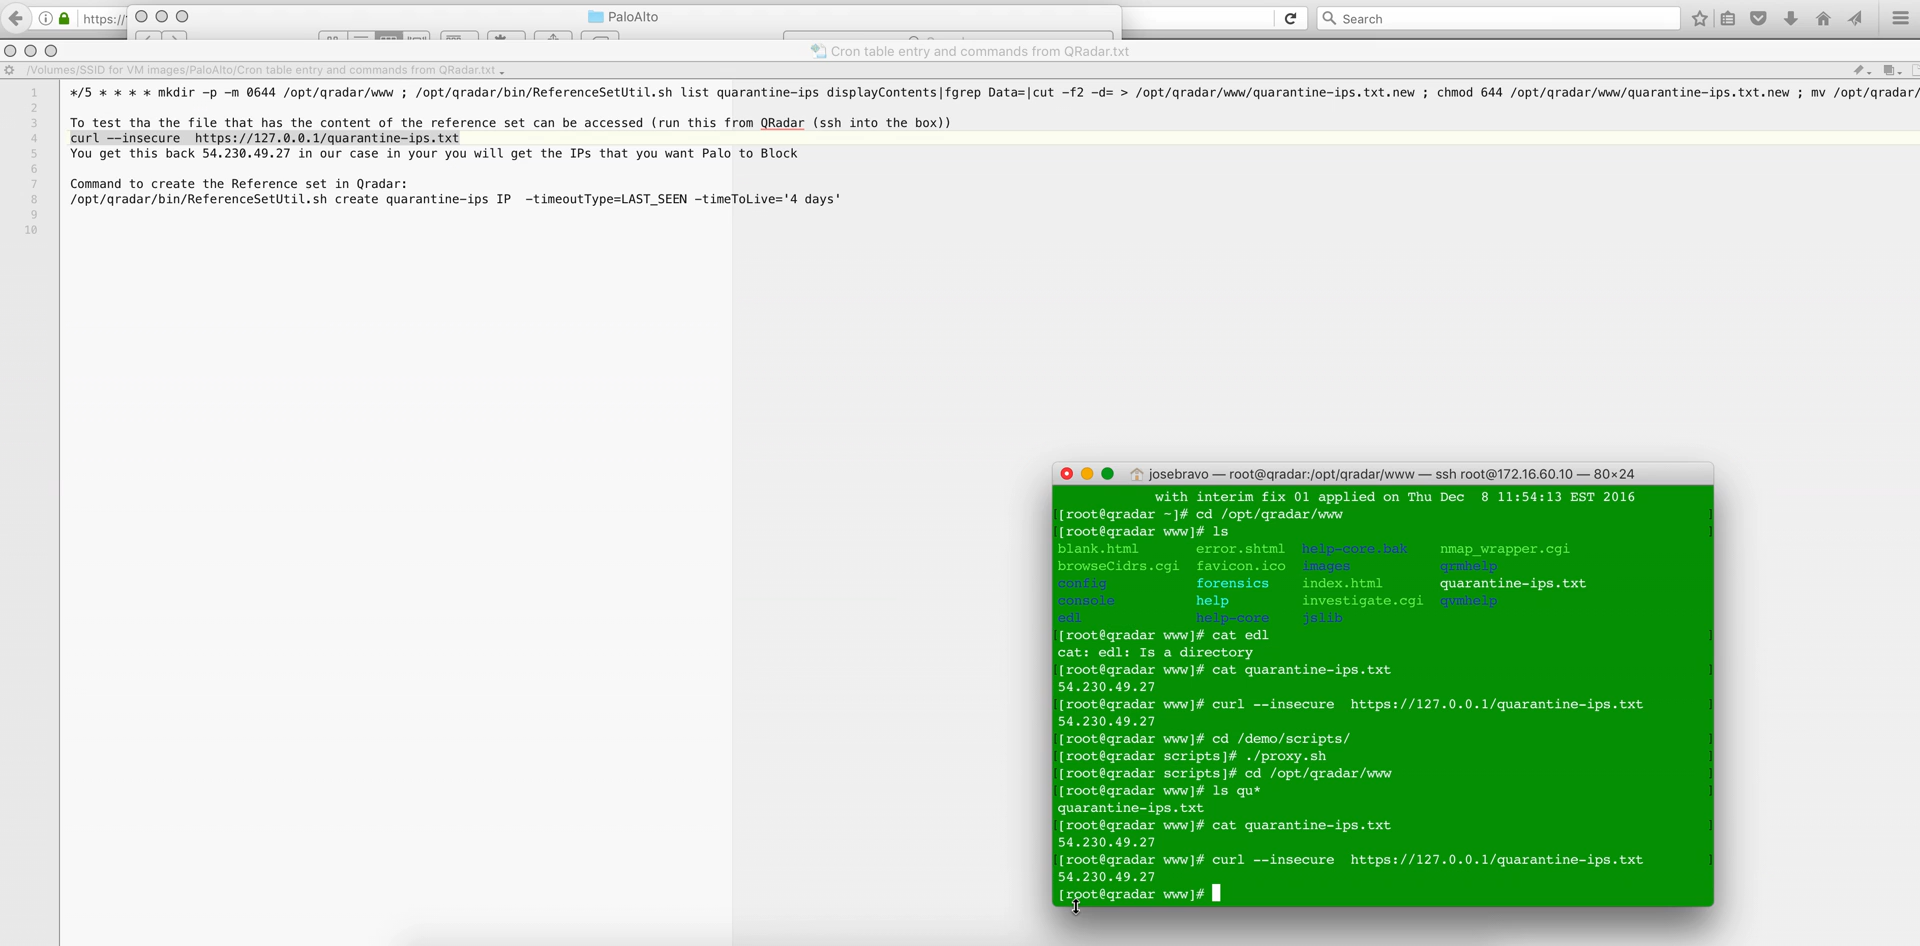 https://
PaloAlto
Search
Cron table entry and commands from QRadar.txt
/Volumes/SSID for VM images/PaloAlto/Cron table entry and commands from QRadar.txt
1 */5 * * * * mkdir -p -m 0644 /opt/qradar/www ; /opt/qradar/bin/ReferenceSetUtil.sh list quarantine-ips displayContents|fgrep Data=|cut -f2 -d= > /opt/qradar/www/quarantine-ips.txt.new ; chmod 644 /opt/qradar/www/quarantine-ips.txt.new ; mv /opt/qradar/
2
3 To test tha the file that has the content of the reference set can be accessed (run this from QRadar (ssh into the box))
4 curl --insecure  https://127.0.0.1/quarantine-ips.txt
5 You get this back 54.230.49.27 in our case in your you will get the IPs that you want Palo to Block
6
7 Command to create the Reference set in Qradar:
8 /opt/qradar/bin/ReferenceSetUtil.sh create quarantine-ips IP  -timeoutType=LAST_SEEN -timeToLive='4 days'
9
10
josebravo — root@qradar:/opt/qradar/www — ssh root@172.16.60.10 — 80×24
with interim fix 01 applied on Thu Dec  8 11:54:13 EST 2016
[root@qradar ~]# cd /opt/qradar/www
[root@qradar www]# ls
blank.html error.shtml help-core.bak nmap_wrapper.cgi
browseCidrs.cgi favicon.ico images qrmhelp
config forensics index.html quarantine-ips.txt
console help investigate.cgi qvmhelp
edl help-core jslib
[root@qradar www]# cat edl
cat: edl: Is a directory
[root@qradar www]# cat quarantine-ips.txt
54.230.49.27
[root@qradar www]# curl --insecure  https://127.0.0.1/quarantine-ips.txt
54.230.49.27
[root@qradar www]# cd /demo/scripts/
[root@qradar scripts]# ./proxy.sh
[root@qradar scripts]# cd /opt/qradar/www
[root@qradar www]# ls qu*
quarantine-ips.txt
[root@qradar www]# cat quarantine-ips.txt
54.230.49.27
[root@qradar www]# curl --insecure  https://127.0.0.1/quarantine-ips.txt
54.230.49.27
[root@qradar www]#